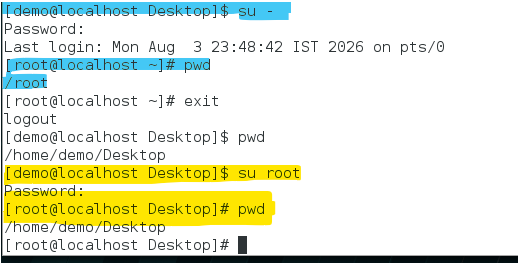 [demo@localhost Desktop]$ su -
Password:
Last login: Mon Aug  3 23:48:42 IST 2026 on pts/0
[root@localhost ~]# pwd
/root
[root@localhost ~]# exit
logout
[demo@localhost Desktop]$ pwd
/home/demo/Desktop
[demo@localhost Desktop]$ su root
Password:
[root@localhost Desktop]# pwd
/home/demo/Desktop
[root@localhost Desktop]#